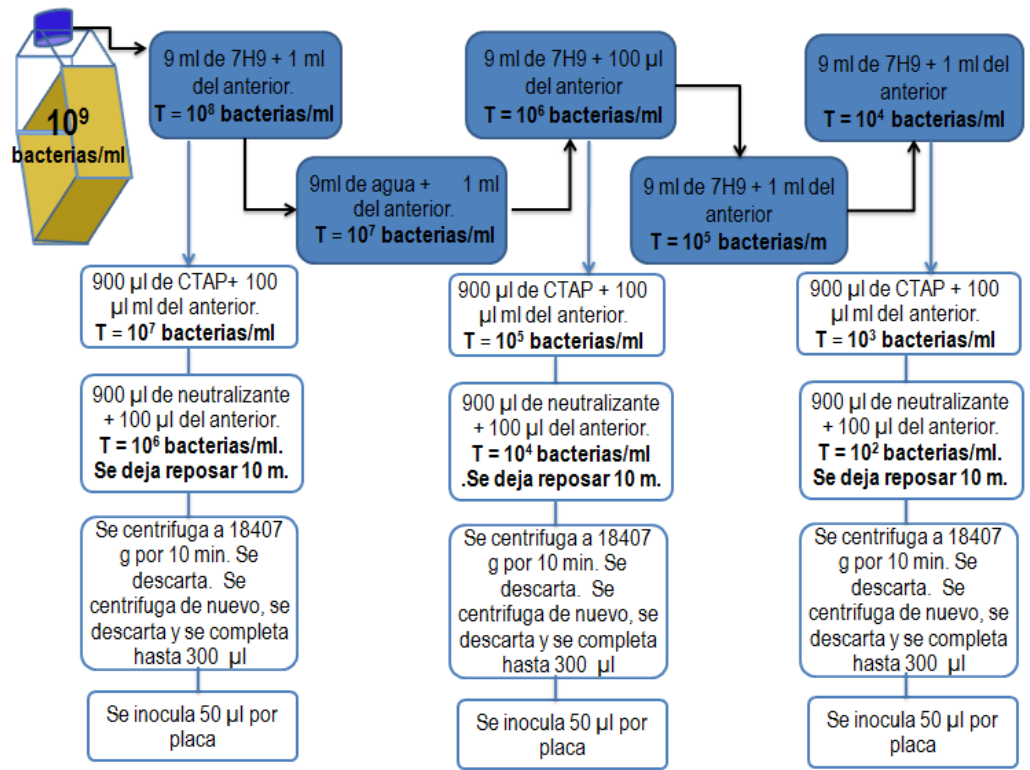 10⁹
bacterias/ml
9 ml de 7H9 + 1 ml
del anterior.
T = 10⁸ bacterias/ml
9ml de agua + 1 ml
del anterior.
T = 10⁷ bacterias/ml
9 ml de 7H9 + 100 µl
del anterior
T = 10⁶ bacterias/ml
9 ml de 7H9 + 1 ml del
anterior
T = 10⁵ bacterias/m
9 ml de 7H9 + 1 ml del
anterior
T = 10⁴ bacterias/ml
900 µl de CTAP+ 100
µl ml del anterior.
T = 10⁷ bacterias/ml
900 µl de neutralizante
+ 100 µl del anterior.
T = 10⁶ bacterias/ml.
Se deja reposar 10 m.
Se centrifuga a 18407
g por 10 min. Se
descarta. Se
centrifuga de nuevo, se
descarta y se completa
hasta 300 µl
Se inocula 50 µl por
placa
900 µl de CTAP + 100
µl ml del anterior.
T = 10⁵ bacterias/ml
900 µl de neutralizante
+ 100 µl del anterior.
T = 10⁴ bacterias/ml
.Se deja reposar 10 m.
Se centrifuga a 18407
g por 10 min. Se
descarta. Se
centrifuga de nuevo, se
descarta y se completa
hasta 300 µl
Se inocula 50 µl por
placa
900 µl de CTAP + 100
µl ml del anterior.
T = 10³ bacterias/ml
900 µl de neutralizante
+ 100 µl del anterior.
T = 10² bacterias/ml.
Se deja reposar 10 m.
Se centrifuga a 18407
g por 10 min. Se
descarta. Se
centrifuga de nuevo, se
descarta y se completa
hasta 300 µl
Se inocula 50 µl por
placa